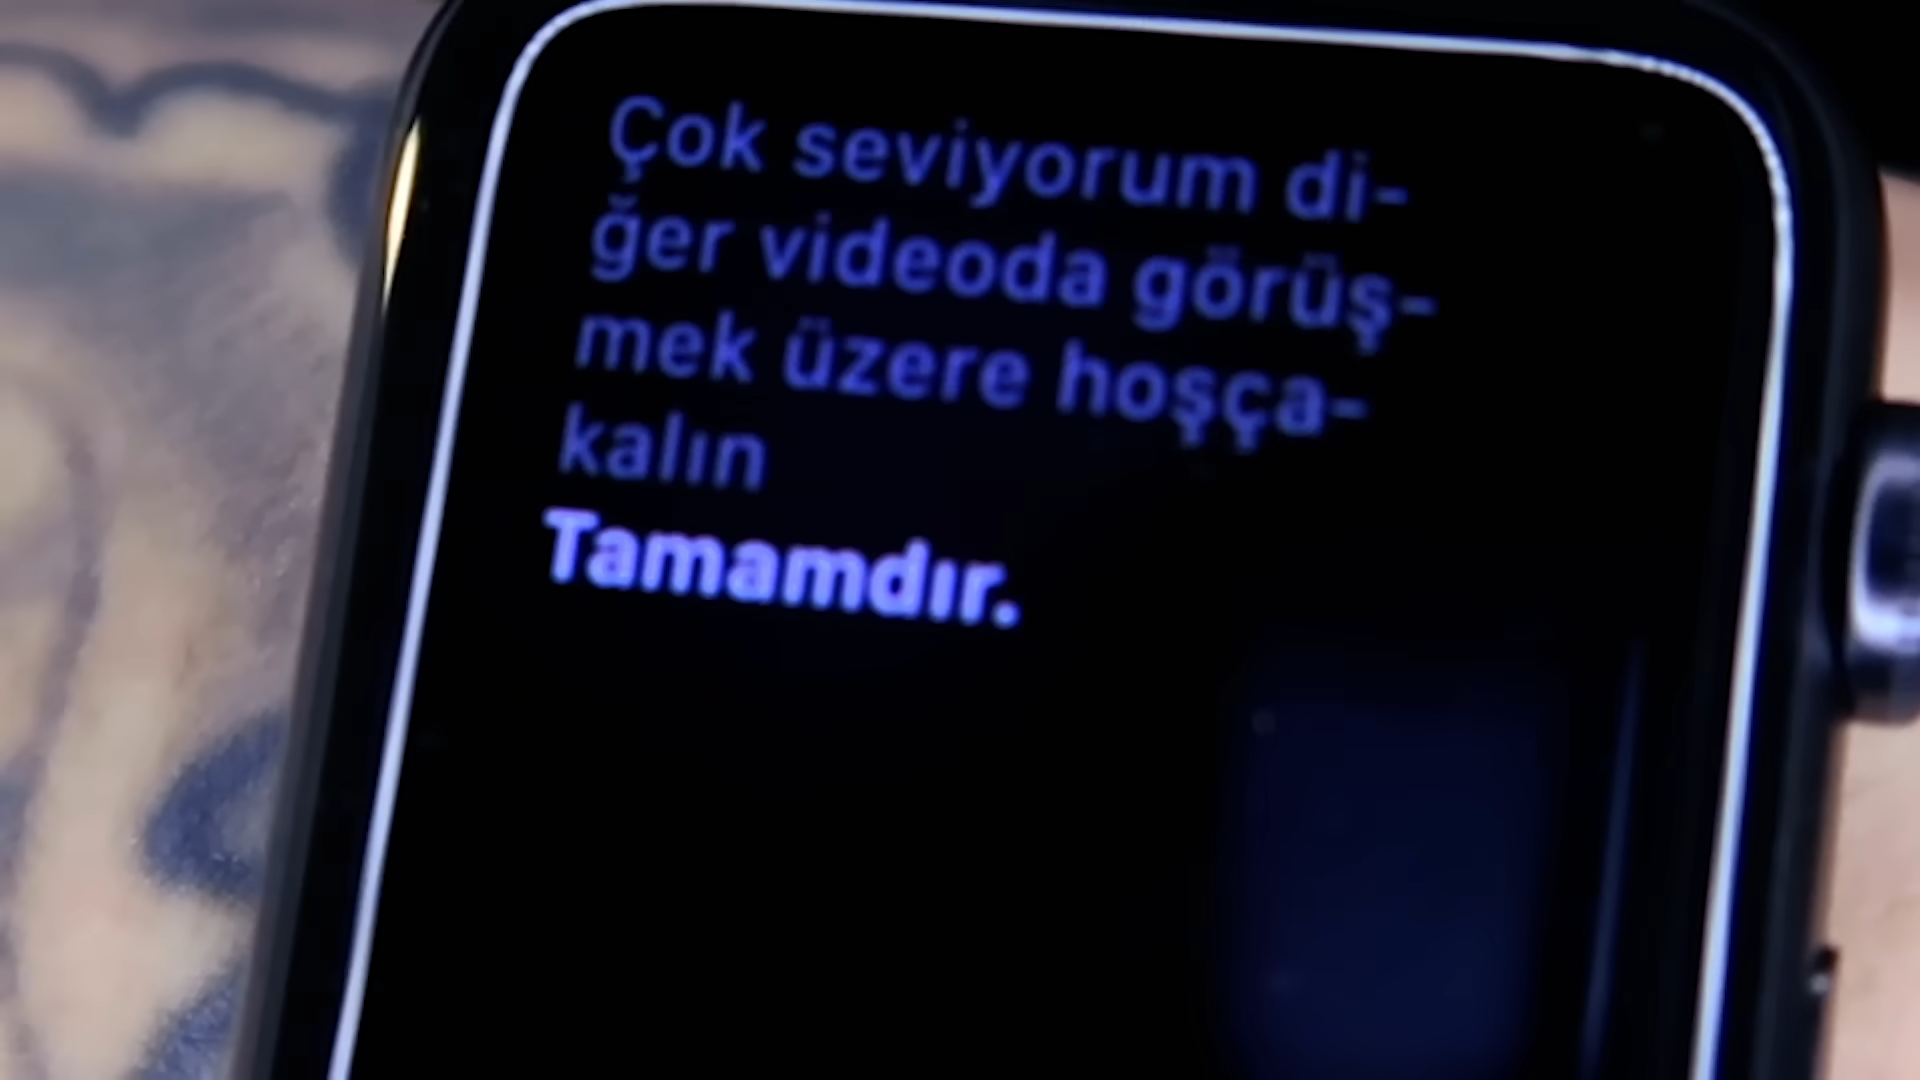 Çok seviyorum di-
ğer videoda görüş-
mek üzere hoşça-
kalın
Tamamdır.